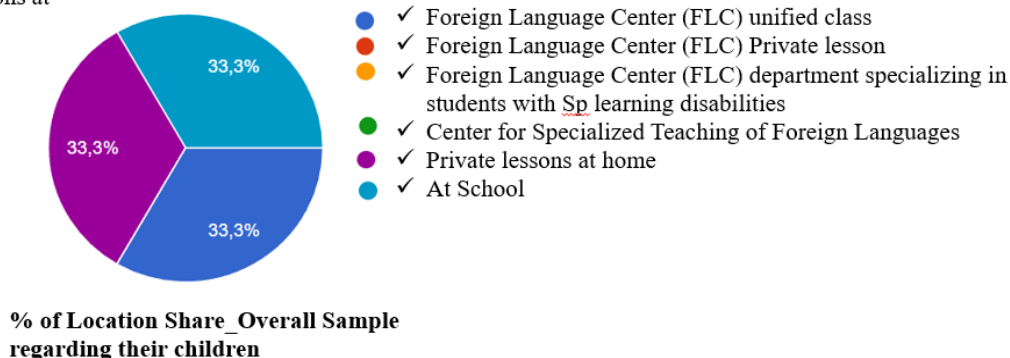 33,3%
33,3%
33,3%
✓ Foreign Language Center (FLC) unified class
✓ Foreign Language Center (FLC) Private lesson
✓ Foreign Language Center (FLC) department specializing in
students with Sp learning disabilities
✓ Center for Specialized Teaching of Foreign Languages
✓ Private lessons at home
✓ At School
% of Location Share_Overall Sample
regarding their children